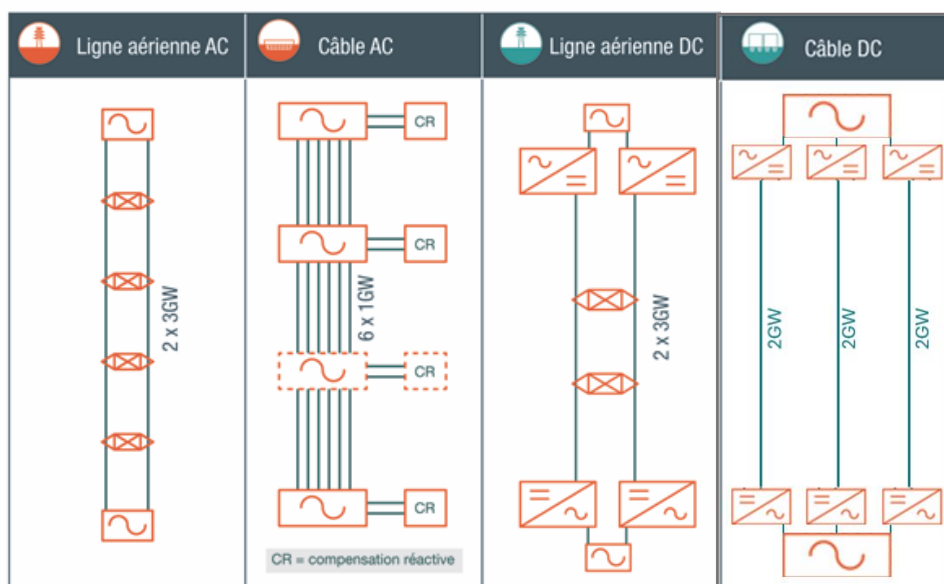 Ligne aérienne AC
Câble AC
Ligne aérienne DC
Câble DC
2 x 3GW
CR
CR
6 x 1GW
CR
CR
CR = compensation réactive
2 x 3GW
2GW
2GW
2GW